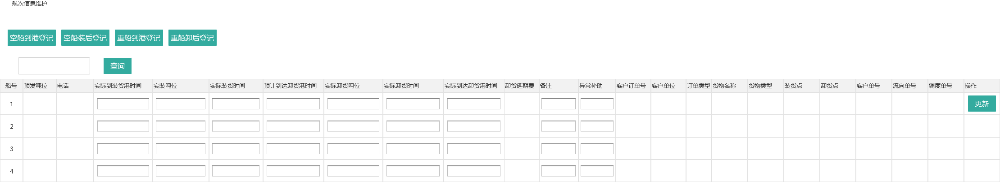 航次信息维护
空船到港登记 空船装后登记 重船到港登记 重船卸后登记
查询
船号 预发吨位 电话 实际到装货港时间 实装吨位 实际装货时间 预计到达卸货港时间 实际卸货吨位 实际卸货时间 实际到达卸货港时间 卸货延期费 备注 异常补助 客户订单号 客户单位 订单类型 货物名称 货物类型 装货点 卸货点 客户单号 流向单号 调度单号 操作
1 更新
2
3
4